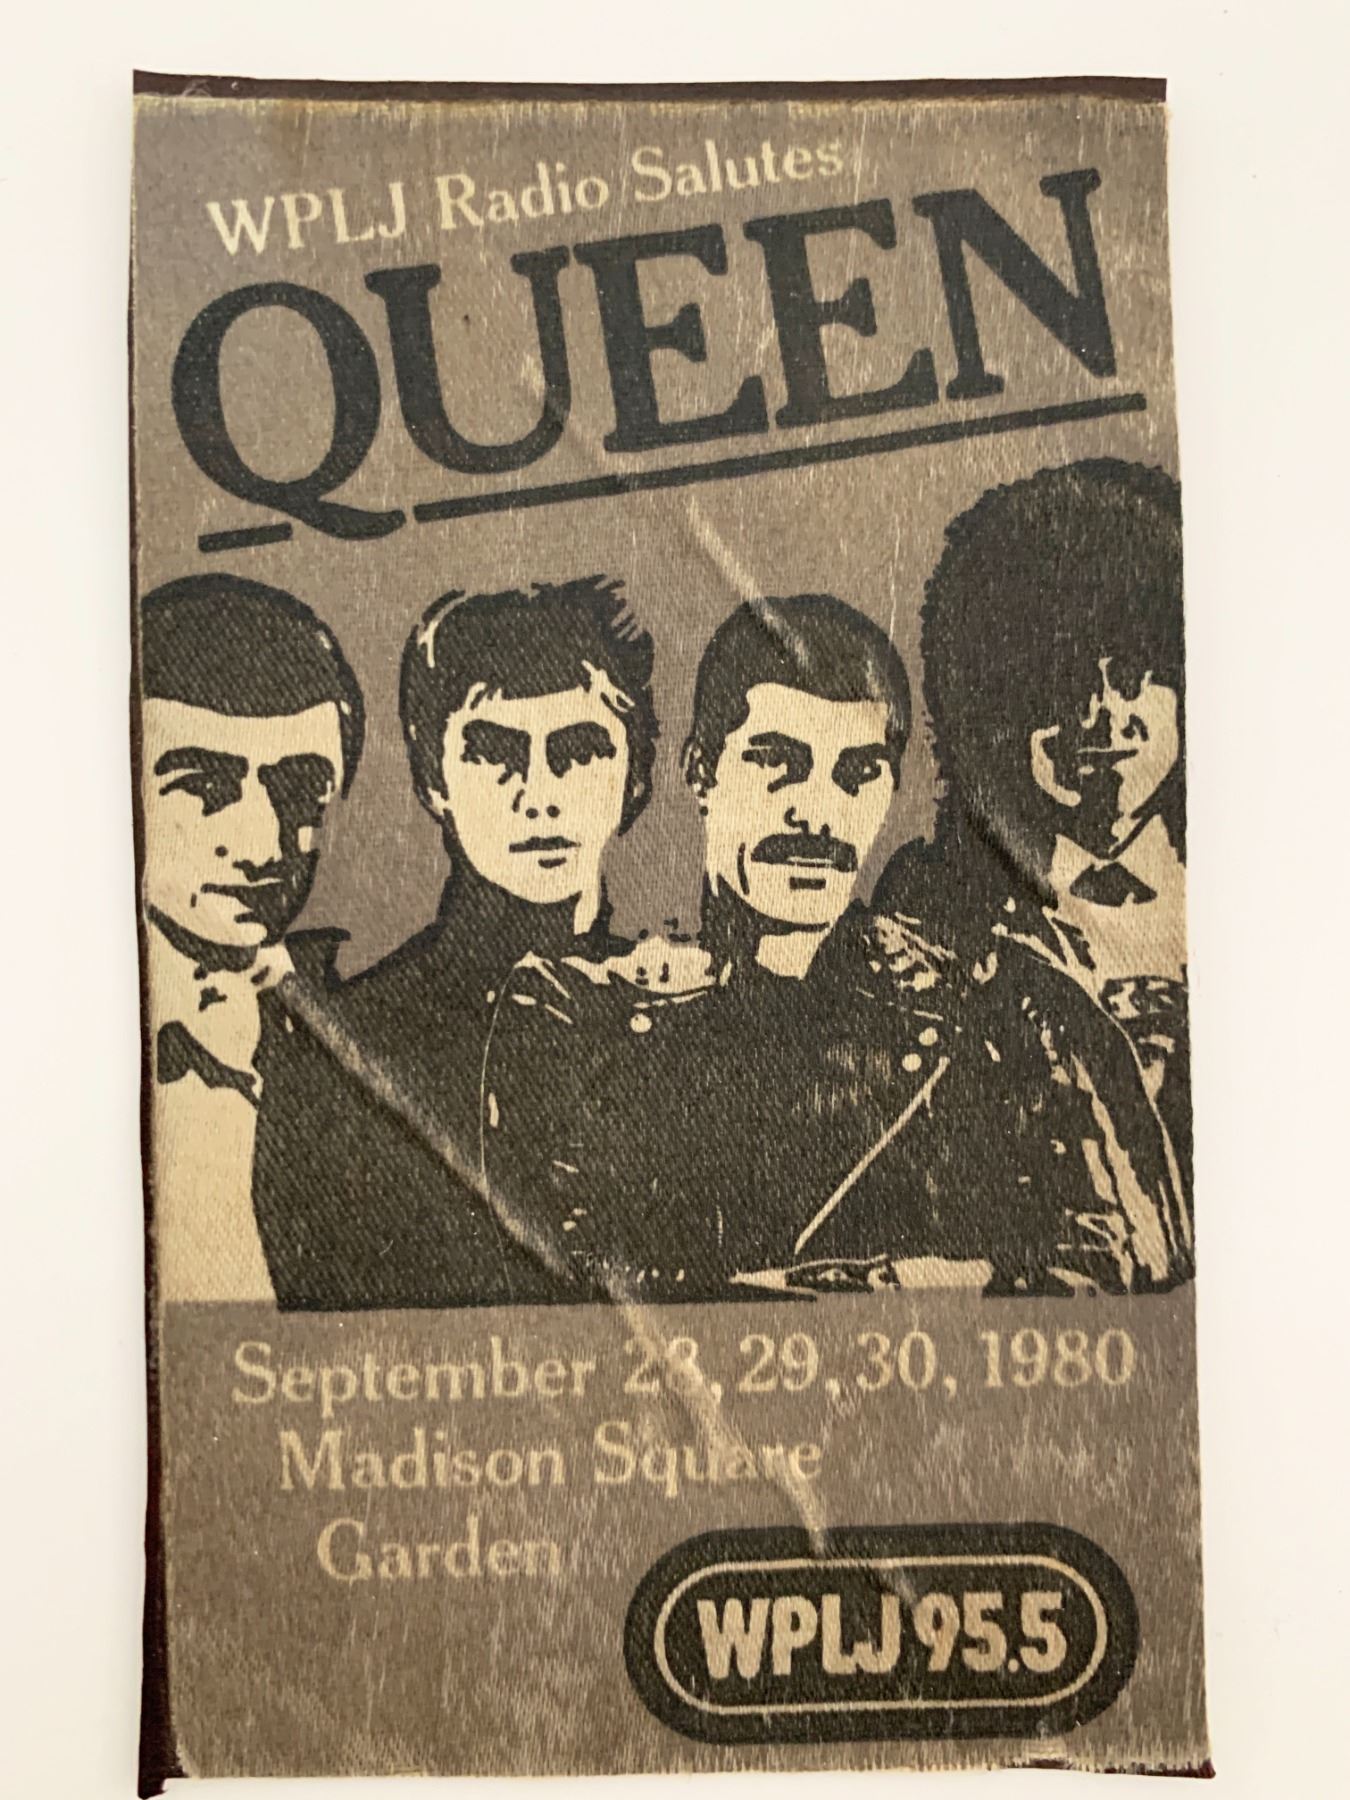 WPLJ Radio Salutes
QUEEN
September 28, 29, 30, 1980
Madison Square
Garden
WPLJ 95.5